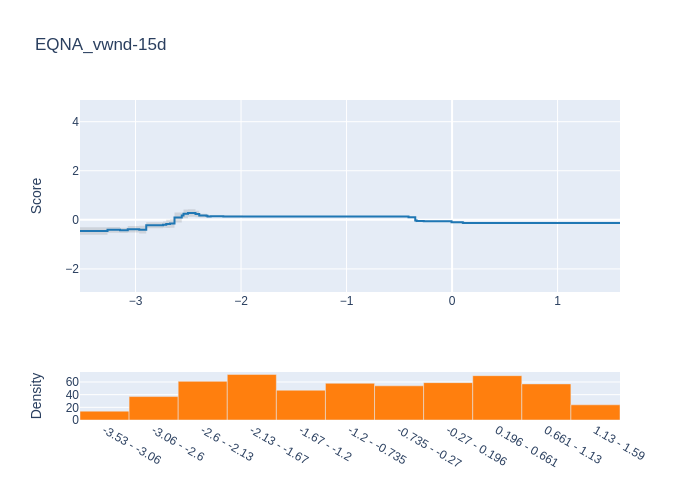 EQNA_vwnd-15d
Score
4
2
0
−2
−3
−2
−1
0
1
Density
60
40
20
0
-3.53 - -3.06
-3.06 - -2.6
-2.6 - -2.13
-2.13 - -1.67
-1.67 - -1.2
-1.2 - -0.735
-0.735 - -0.27
-0.27 - 0.196
0.196 - 0.661
0.661 - 1.13
1.13 - 1.59